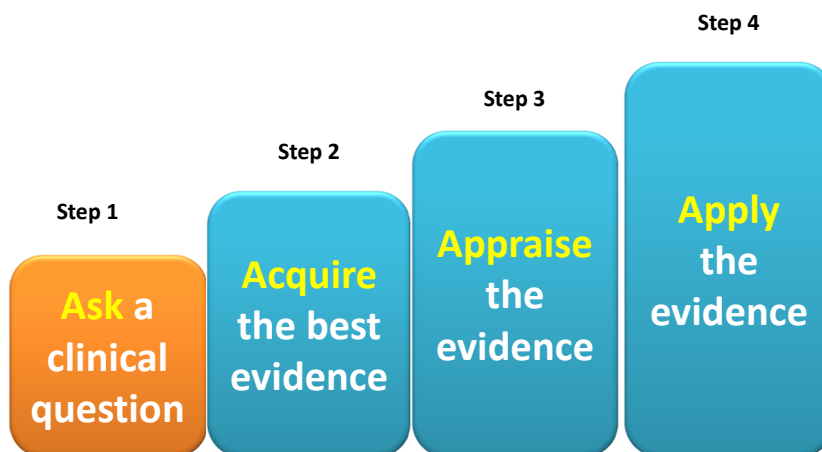 Step 1
Ask a
clinical
question
Step 2
Acquire
the best
evidence
Step 3
Appraise
the
evidence
Step 4
Apply
the
evidence